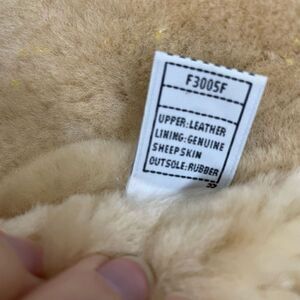 F3005F
UPPER:LEATHER
LINING:GENUINE
SHEEPSKIN
OUTSOLE:RUBBER